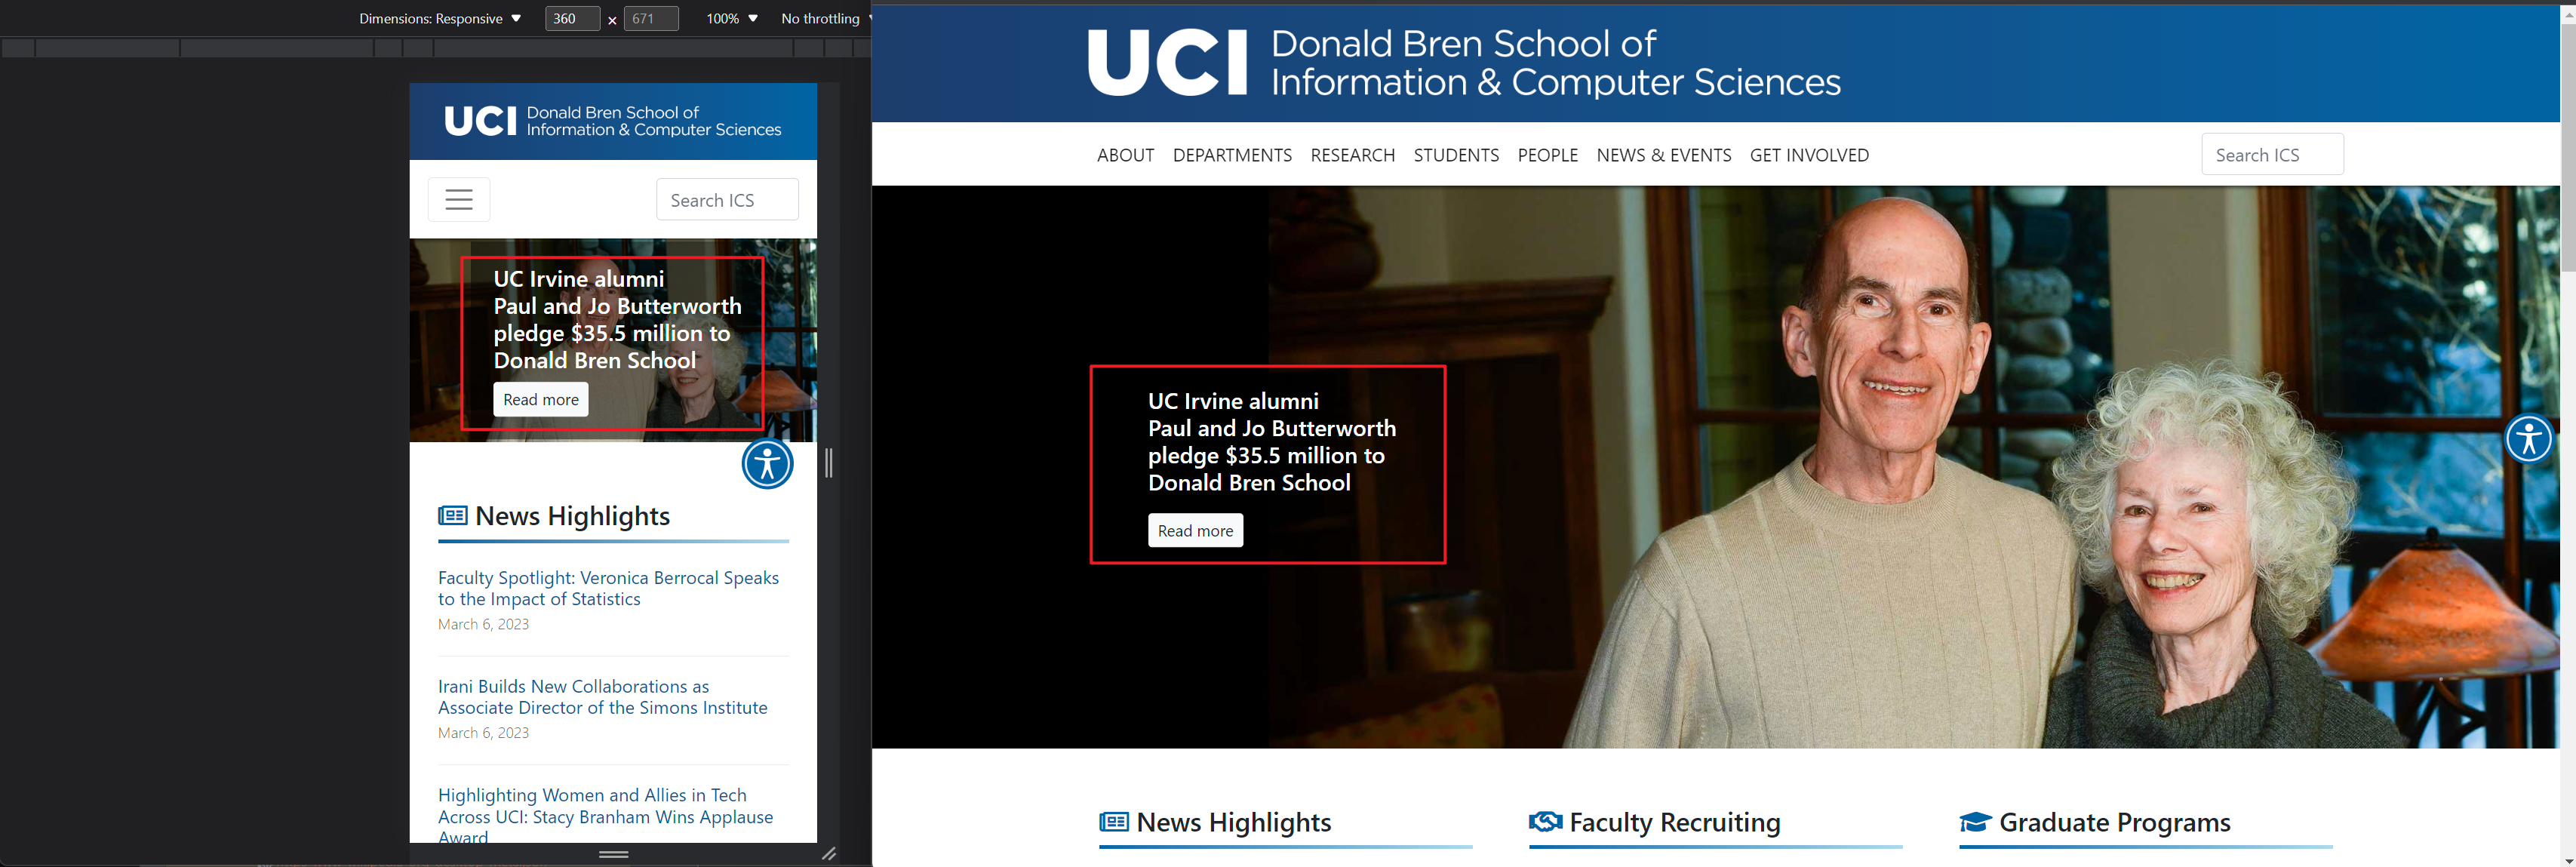 Dimensions: Responsive ▼ 360 × 671 100% ▼ No throttling
UCI Donald Bren School of
Information & Computer Sciences
Search ICS
UC Irvine alumni
Paul and Jo Butterworth
pledge $35.5 million to
Donald Bren School
Read more
News Highlights
Faculty Spotlight: Veronica Berrocal Speaks
to the Impact of Statistics
March 6, 2023
Irani Builds New Collaborations as
Associate Director of the Simons Institute
March 6, 2023
Highlighting Women and Allies in Tech
Across UCI: Stacy Branham Wins Applause
Award
UCI Donald Bren School of
Information & Computer Sciences
ABOUT DEPARTMENTS RESEARCH STUDENTS PEOPLE NEWS & EVENTS GET INVOLVED Search ICS
UC Irvine alumni
Paul and Jo Butterworth
pledge $35.5 million to
Donald Bren School
Read more
News Highlights Faculty Recruiting Graduate Programs